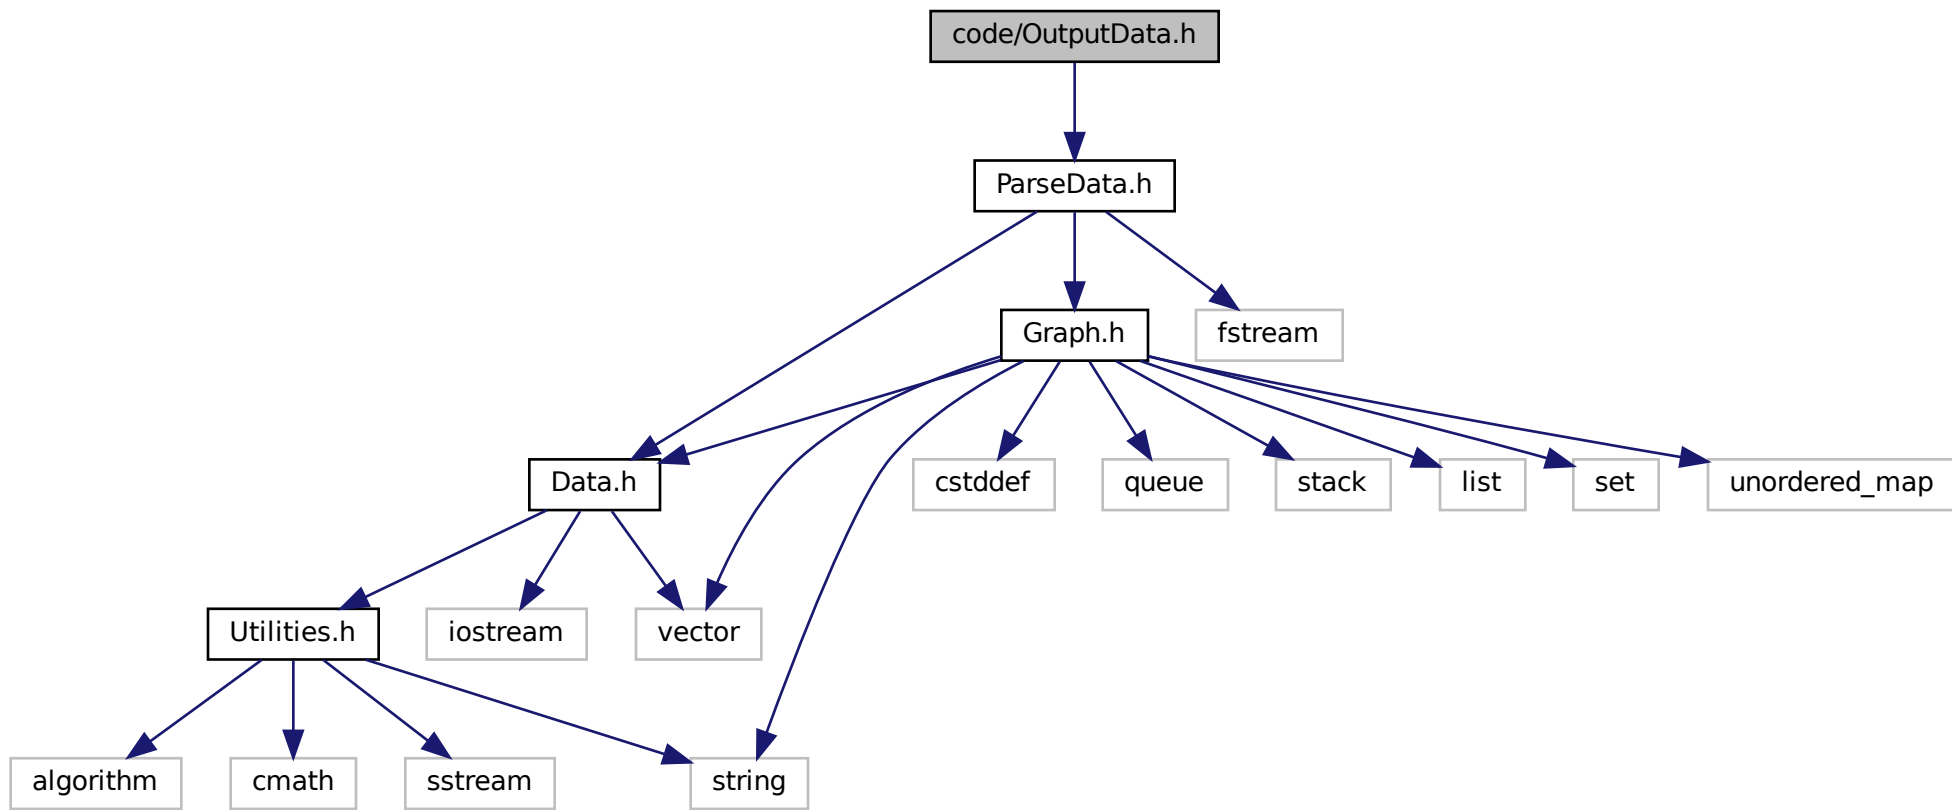 code/OutputData.h
ParseData.h
Graph.h
fstream
Data.h
cstddef
queue
stack
list
set
unordered_map
Utilities.h
iostream
vector
algorithm
cmath
sstream
string